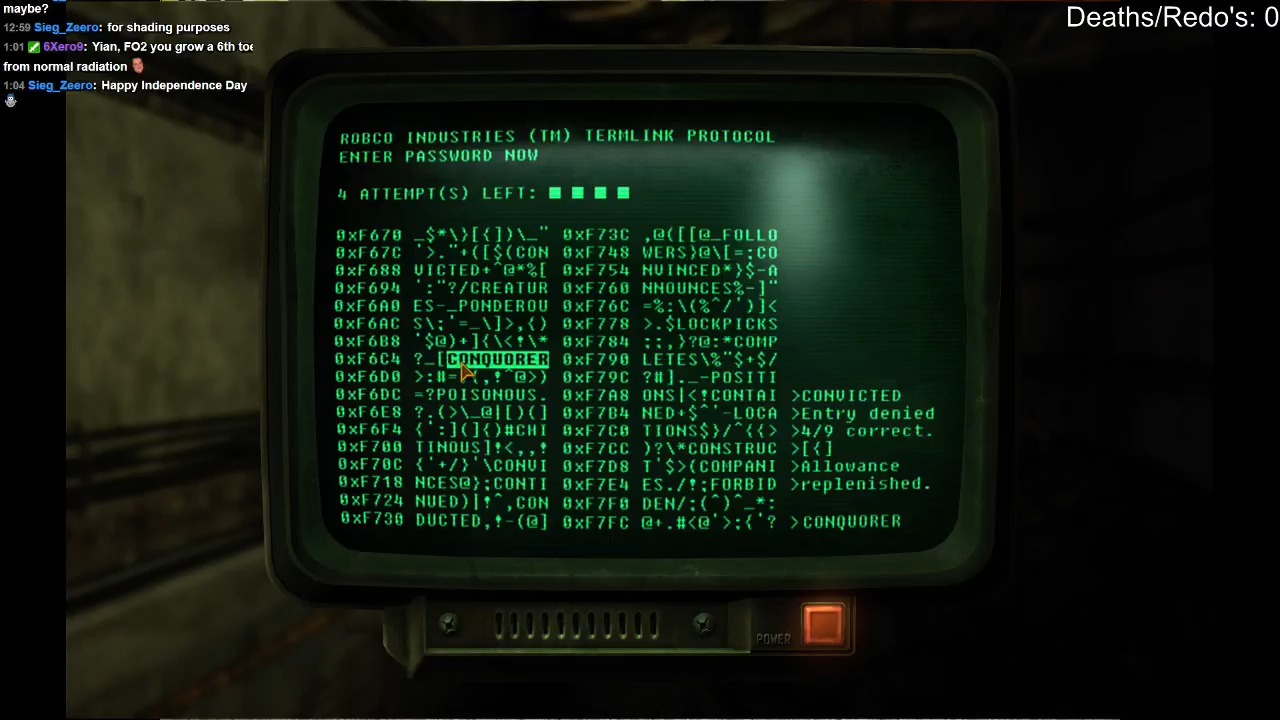 maybe?
12:59 Sieg_Zeero: for shading purposes
1:01 6Xero9: Yian, FO2 you grow a 6th toe
from normal radiation
1:04 Sieg_Zeero: Happy Independence Day
Deaths/Redo's: 0
ROBCO INDUSTRIES (TM) TERMLINK PROTOCOL
ENTER PASSWORD NOW
4 ATTEMPT(S) LEFT:
0xF670 _$*\}[{])\_" 0xF73C ,@([[@_FOLLO
0xF67C '>."+([$(CON 0xF748 WERS}@\[=;CO
0xF688 VICTED+^@*%[ 0xF754 NVINCED*}$-A
0xF694 ':"?/CREATUR 0xF760 NNOUNCES%-]"
0xF6A0 ES-_PONDEROU 0xF76C =%:\(%^/')]<
0xF6AC S\;'=_\]>,{) 0xF778 >.$LOCKPICKS
0xF6B8 '$@)+]{\<!\* 0xF784 ::,}?@:*COMP
0xF6C4 ?_[CONQUORER 0xF790 LETES\%"$+$/
0xF6D0 >:#= {,!^@>) 0xF79C ?#]._-POSITI
0xF6DC =?POISONOUS. 0xF7A8 ONS|<!CONTAI >CONVICTED
0xF6E8 ?.(>\_@|[)(] 0xF7B4 NED+$^'-LOCA >Entry denied
0xF6F4 {':](]{)#CHI 0xF7C0 TIONS$}/^{{> >4/9 correct.
0xF700 TINOUS]!<,,! 0xF7CC )?\*CONSTRUC >[{]
0xF70C {'+/}'\CONVI 0xF7D8 T'$>(COMPANI >Allowance
0xF718 NCES@};CONTI 0xF7E4 ES./!;FORBID >replenished.
0xF724 NUED)|!^,CON 0xF7F0 DEN/;(^)^_*:
0xF730 DUCTED,!-(@] 0xF7FC @+.#<@'>:{'? >CONQUORER
POWER